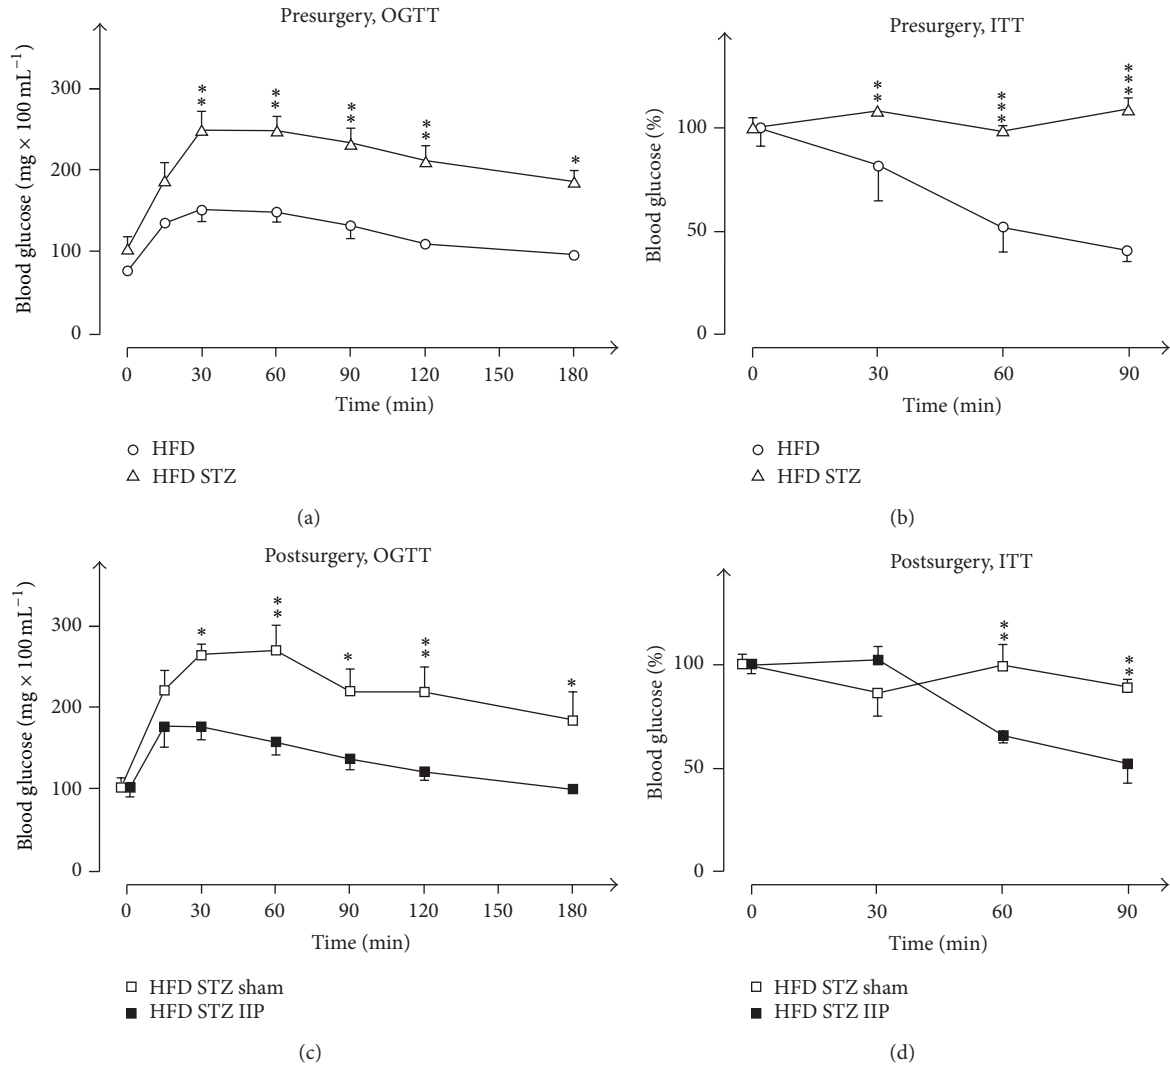 Presurgery, OGTT
Blood glucose (mg × 100 mL⁻¹)
300
200
100
0
** ** ** ** *
0 30 60 90 120 150 180
Time (min)
HFD
HFD STZ
(a)
Presurgery, ITT
Blood glucose (%)
100
50
0
** *** ***
0 30 60 90
Time (min)
HFD
HFD STZ
(b)
Postsurgery, OGTT
Blood glucose (mg × 100 mL⁻¹)
300
200
100
0
* ** * ** *
0 30 60 90 120 150 180
Time (min)
HFD STZ sham
HFD STZ IIP
(c)
Postsurgery, ITT
Blood glucose (%)
100
50
0
** **
0 30 60 90
Time (min)
HFD STZ sham
HFD STZ IIP
(d)